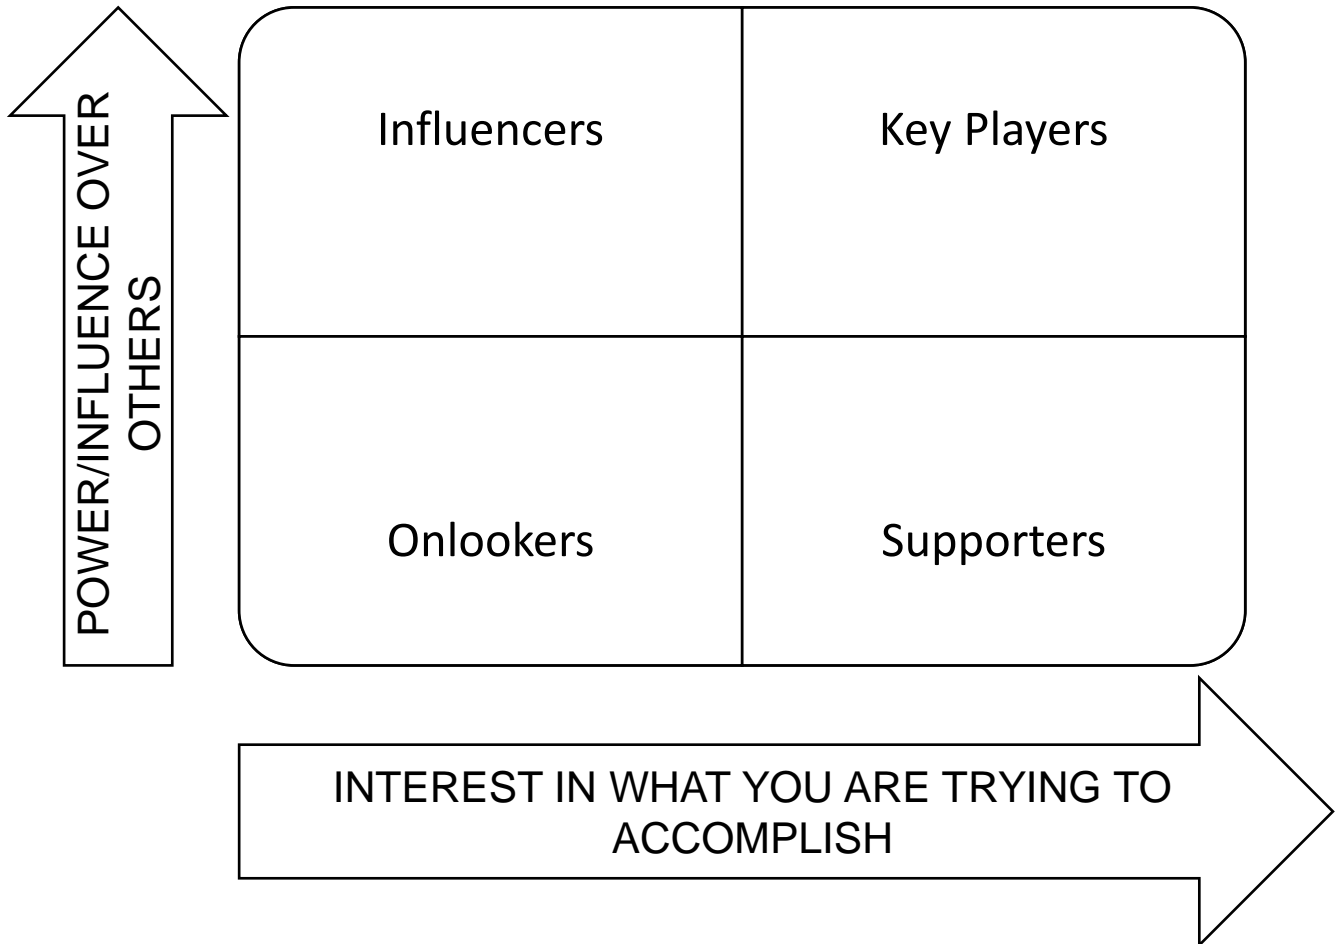 POWER/INFLUENCE OVER
OTHERS
Influencers
Key Players
Onlookers
Supporters
INTEREST IN WHAT YOU ARE TRYING TO
ACCOMPLISH